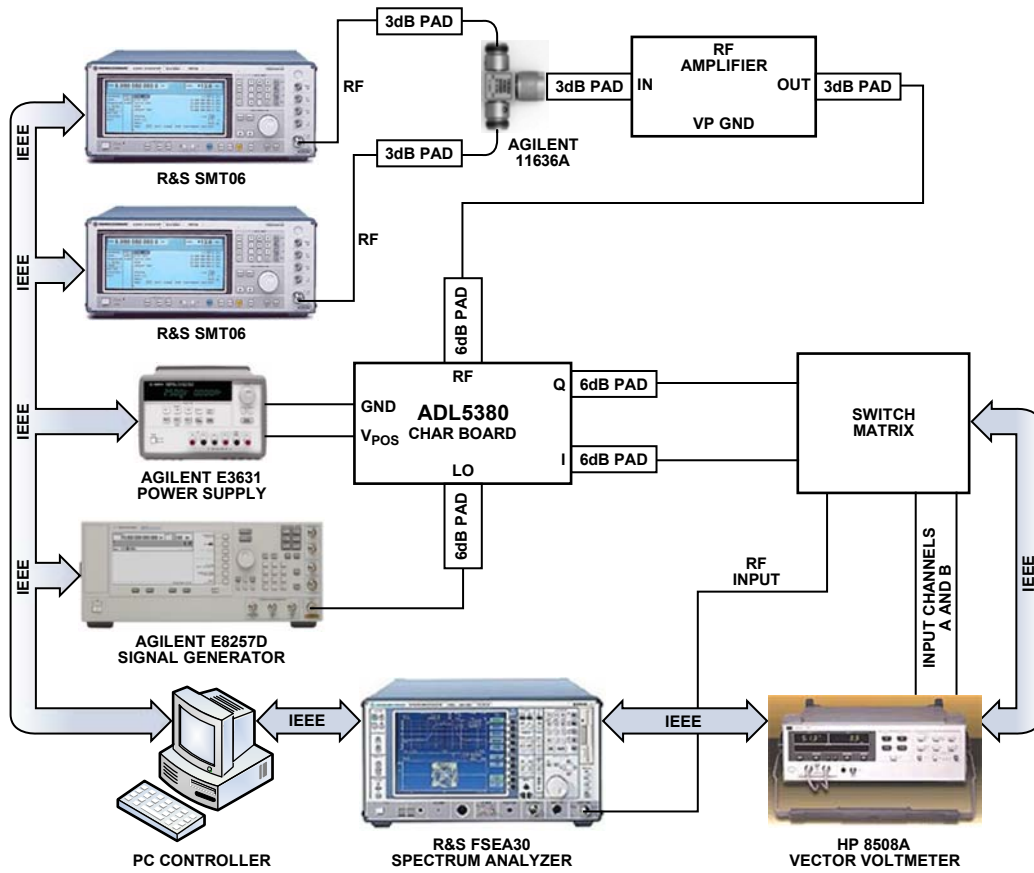 3dB PAD
RF
AMPLIFIER
IN
OUT
VP GND
3dB PAD
3dB PAD
RF
AGILENT
11636A
3dB PAD
IEEE
R&S SMT06
RF
IEEE
R&S SMT06
6dB PAD
RF
GND
ADL5380
CHAR BOARD
VPOS
Q
I
LO
6dB PAD
6dB PAD
SWITCH
MATRIX
IEEE
AGILENT E3631
POWER SUPPLY
6dB PAD
RF
INPUT
INPUT CHANNELS
A AND B
IEEE
IEEE
AGILENT E8257D
SIGNAL GENERATOR
IEEE
IEEE
PC CONTROLLER
R&S FSEA30
SPECTRUM ANALYZER
HP 8508A
VECTOR VOLTMETER